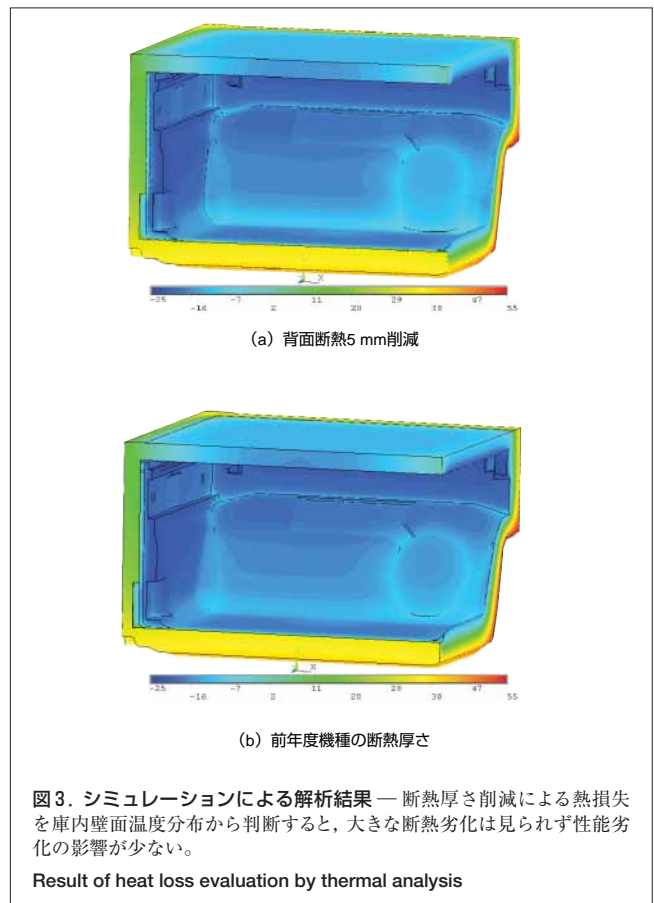 X
-25 -7 11 29 47
-16 2 20 38 55
(a) 背面断熱5 mm削減
X
-25 -7 11 29 47
-16 2 20 38 55
(b) 前年度機種の断熱厚さ
図3. シミュレーションによる解析結果 — 断熱厚さ削減による熱損失
を庫内壁面温度分布から判断すると, 大きな断熱劣化は見られず性能劣
化の影響が少ない。
Result of heat loss evaluation by thermal analysis